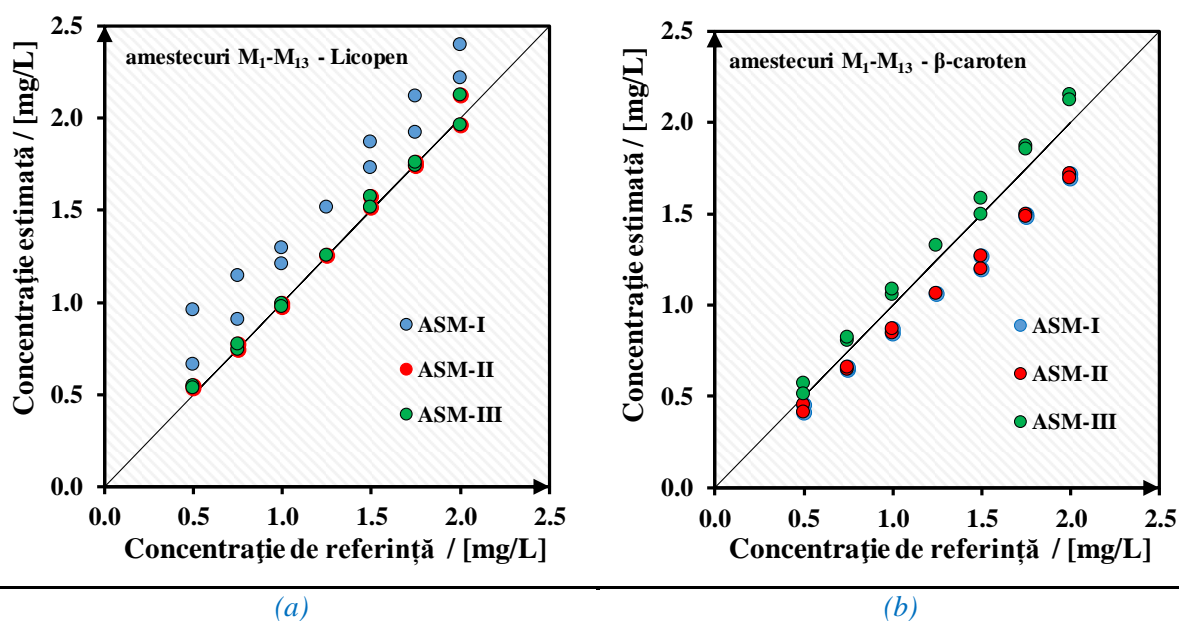 amestecuri M₁-M₁₃ - Licopen
Concentraţie estimată / [mg/L]
2.5
2.0
1.5
1.0
0.5
0.0
ASM-I
ASM-II
ASM-III
0.0 0.5 1.0 1.5 2.0 2.5
Concentraţie de referință / [mg/L]
(a)
amestecuri M₁-M₁₃ - β-caroten
Concentraţie estimată / [mg/L]
2.5
2.0
1.5
1.0
0.5
0.0
ASM-I
ASM-II
ASM-III
0.0 0.5 1.0 1.5 2.0 2.5
Concentraţie de referință / [mg/L]
(b)